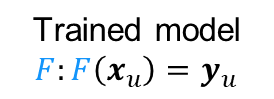 Trained model
F: F(xᵤ) = yᵤ